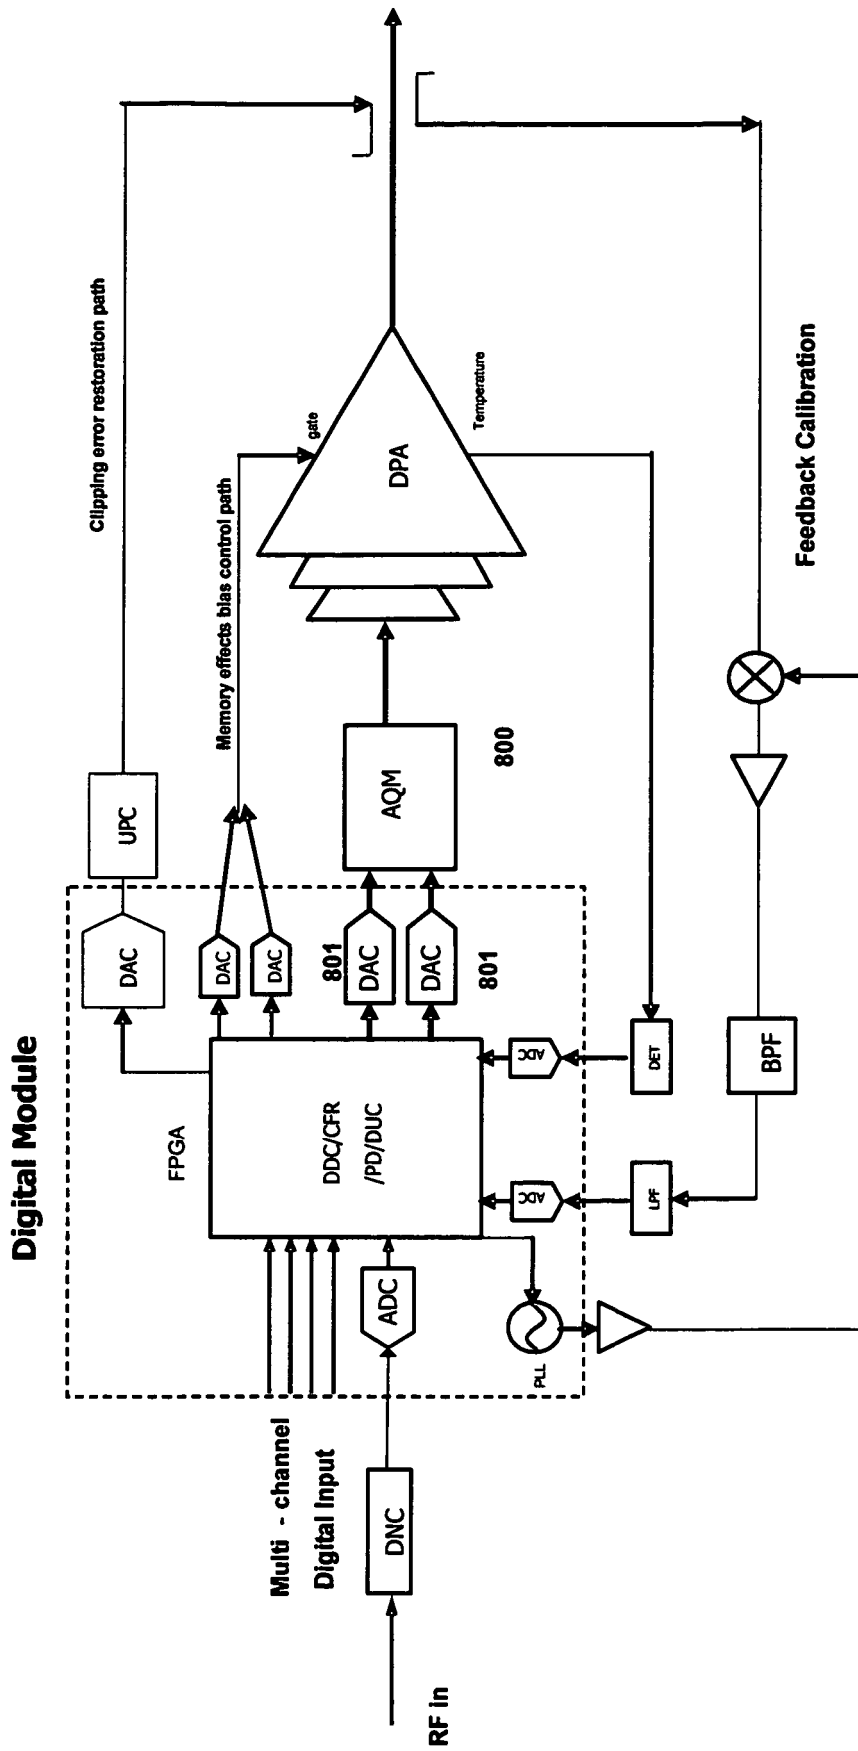 Digital Module
Clipping error restoration path
UPC
DAC
Memory effects bias control path
DAC
DAC
FPGA
DDC/CFR
/PD/DUC
801
DAC
DAC
801
AQM
800
DPA
gate
Temperature
Multi - channel
Digital Input
RF in
DNC
ADC
PLL
ADC
ADC
LPF
DET
BPF
Feedback Calibration